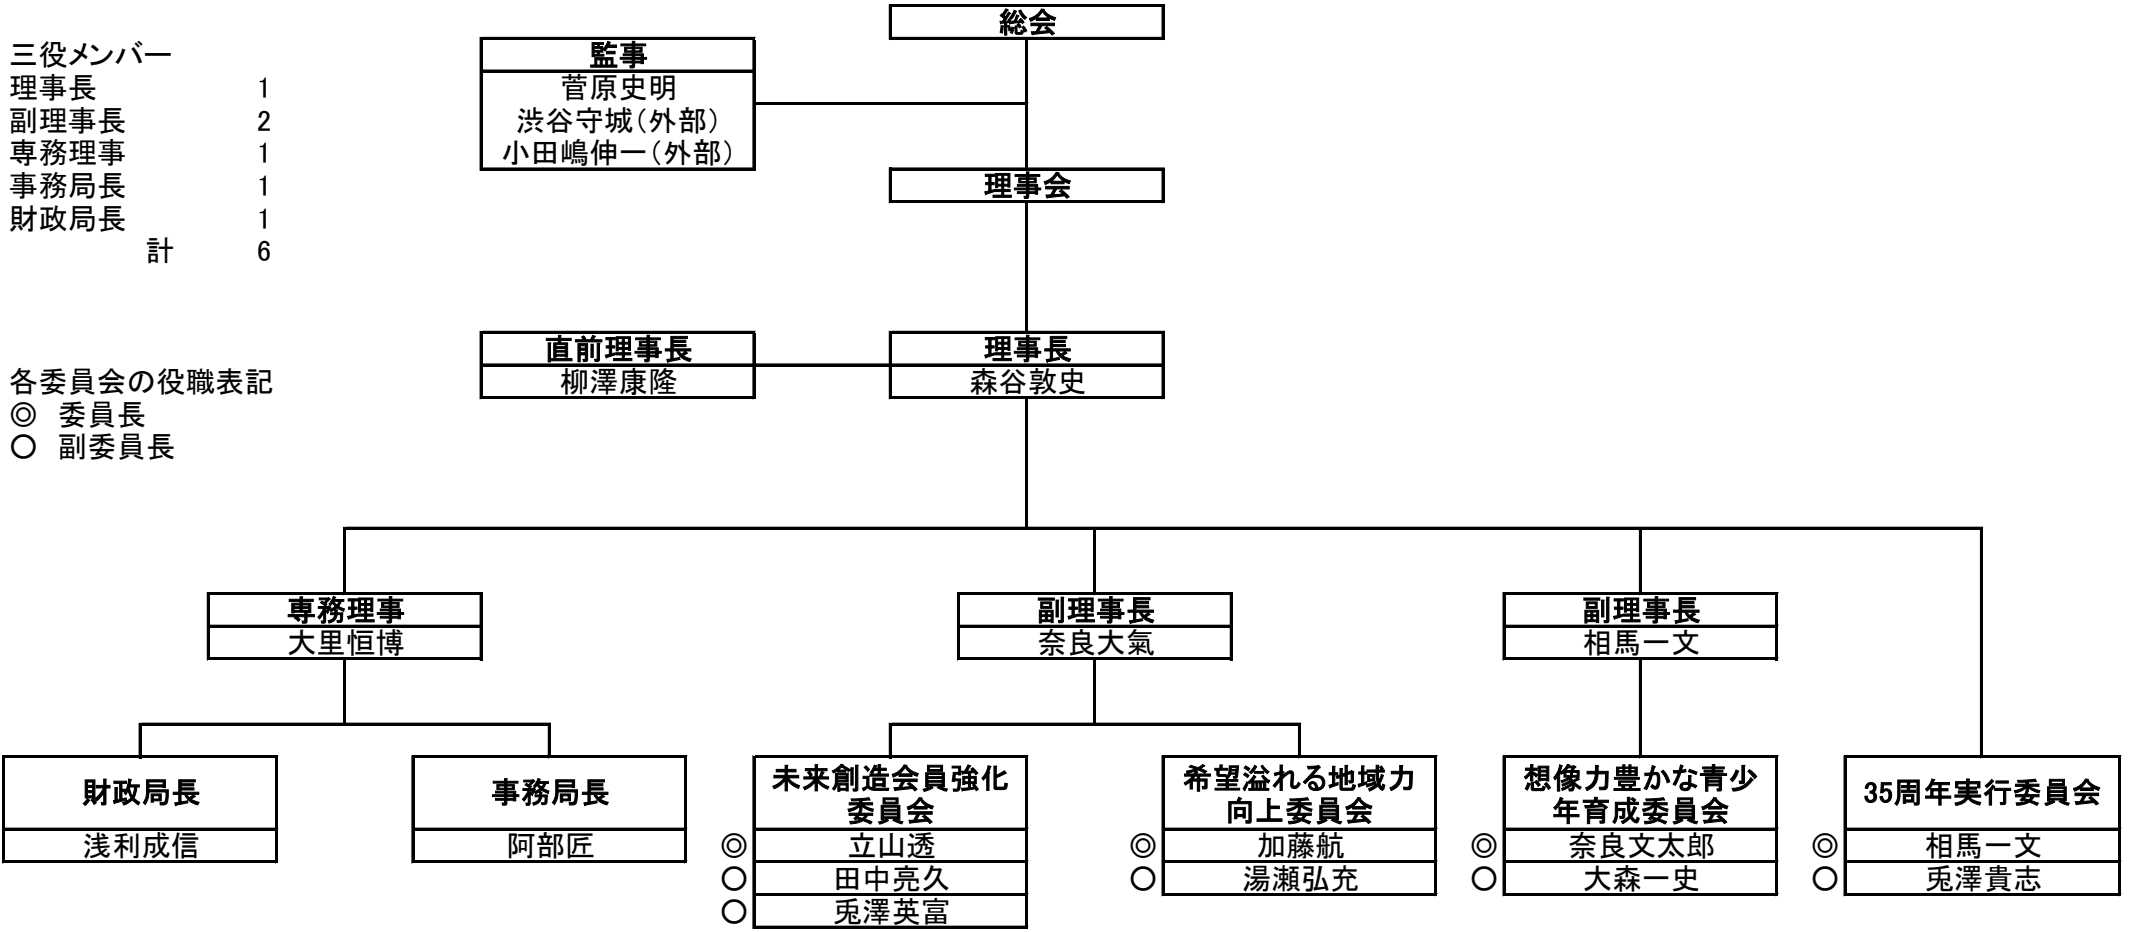 総会
監事
菅原史明
渋谷守城（外部）
小田嶋伸一（外部）
三役メンバー
理事長 1
副理事長 2
専務理事 1
事務局長 1
財政局長 1
計 6
理事会
直前理事長
柳澤康隆
理事長
森谷敦史
各委員会の役職表記
◎ 委員長
○ 副委員長
専務理事
大里恒博
副理事長
奈良大氣
副理事長
相馬一文
財政局長
浅利成信
事務局長
阿部匠
未来創造会員強化
委員会
◎ 立山透
○ 田中亮久
○ 兎澤英富
希望溢れる地域力
向上委員会
◎ 加藤航
○ 湯瀬弘充
想像力豊かな青少
年育成委員会
◎ 奈良文太郎
○ 大森一史
35周年実行委員会
◎ 相馬一文
○ 兎澤貴志